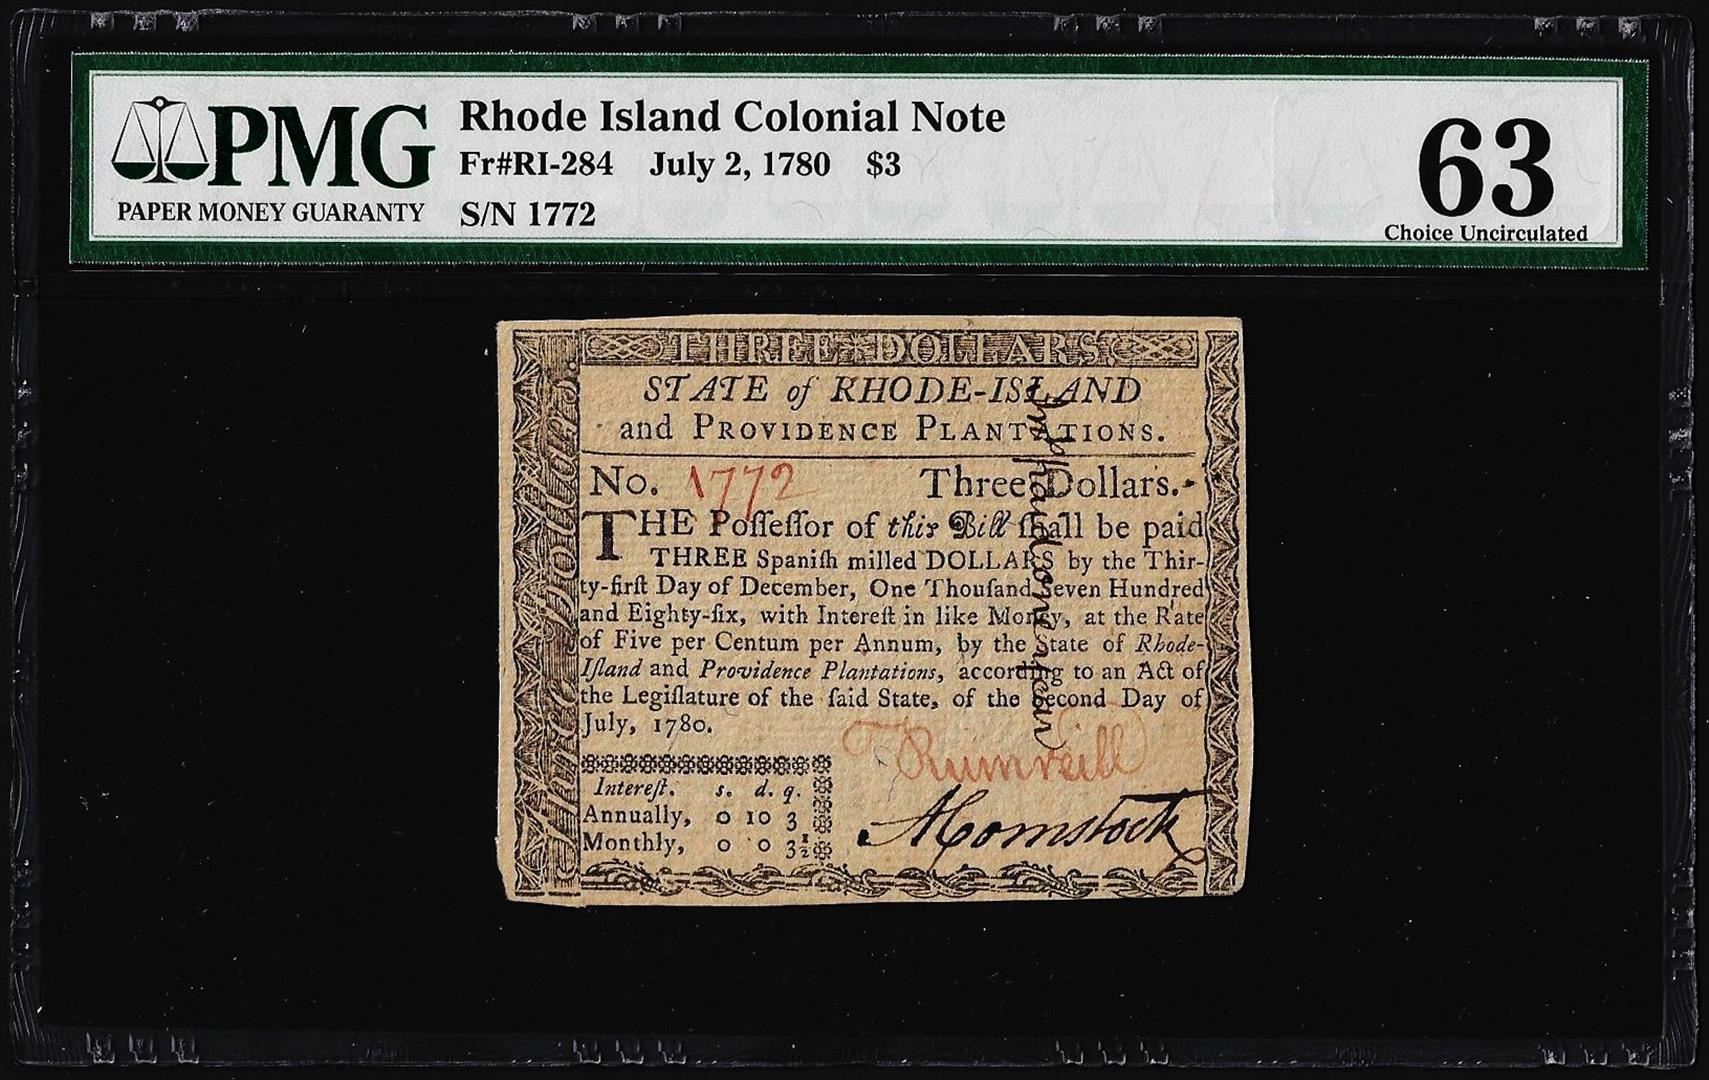 PMG
PAPER MONEY GUARANTY
Rhode Island Colonial Note
Fr#RI-284 July 2, 1780 $3
S/N 1772
63
Choice Uncirculated
THREE DOLLARS
Three Dollars.
STATE of RHODE-ISLAND
and PROVIDENCE PLANTATIONS.
No. 1772 Three Dollars.
THE Poſſeſſor of this Bill ſhall be paid
THREE Spaniſh milled DOLLARS by the Thir-
ty-firſt Day of December, One Thouſand Seven Hundred
and Eighty-ſix, with Intereſt in like Money, at the Rate
of Five per Centum per Annum, by the State of Rhode-
Iſland and Providence Plantations, according to an Act of
the Legiſlature of the ſaid State, of the ſecond Day of
July, 1780.
Intereſt. s. d. q.
Annually, 0 10 3
Monthly, 0 0 3½
Rumreill
A Comstock